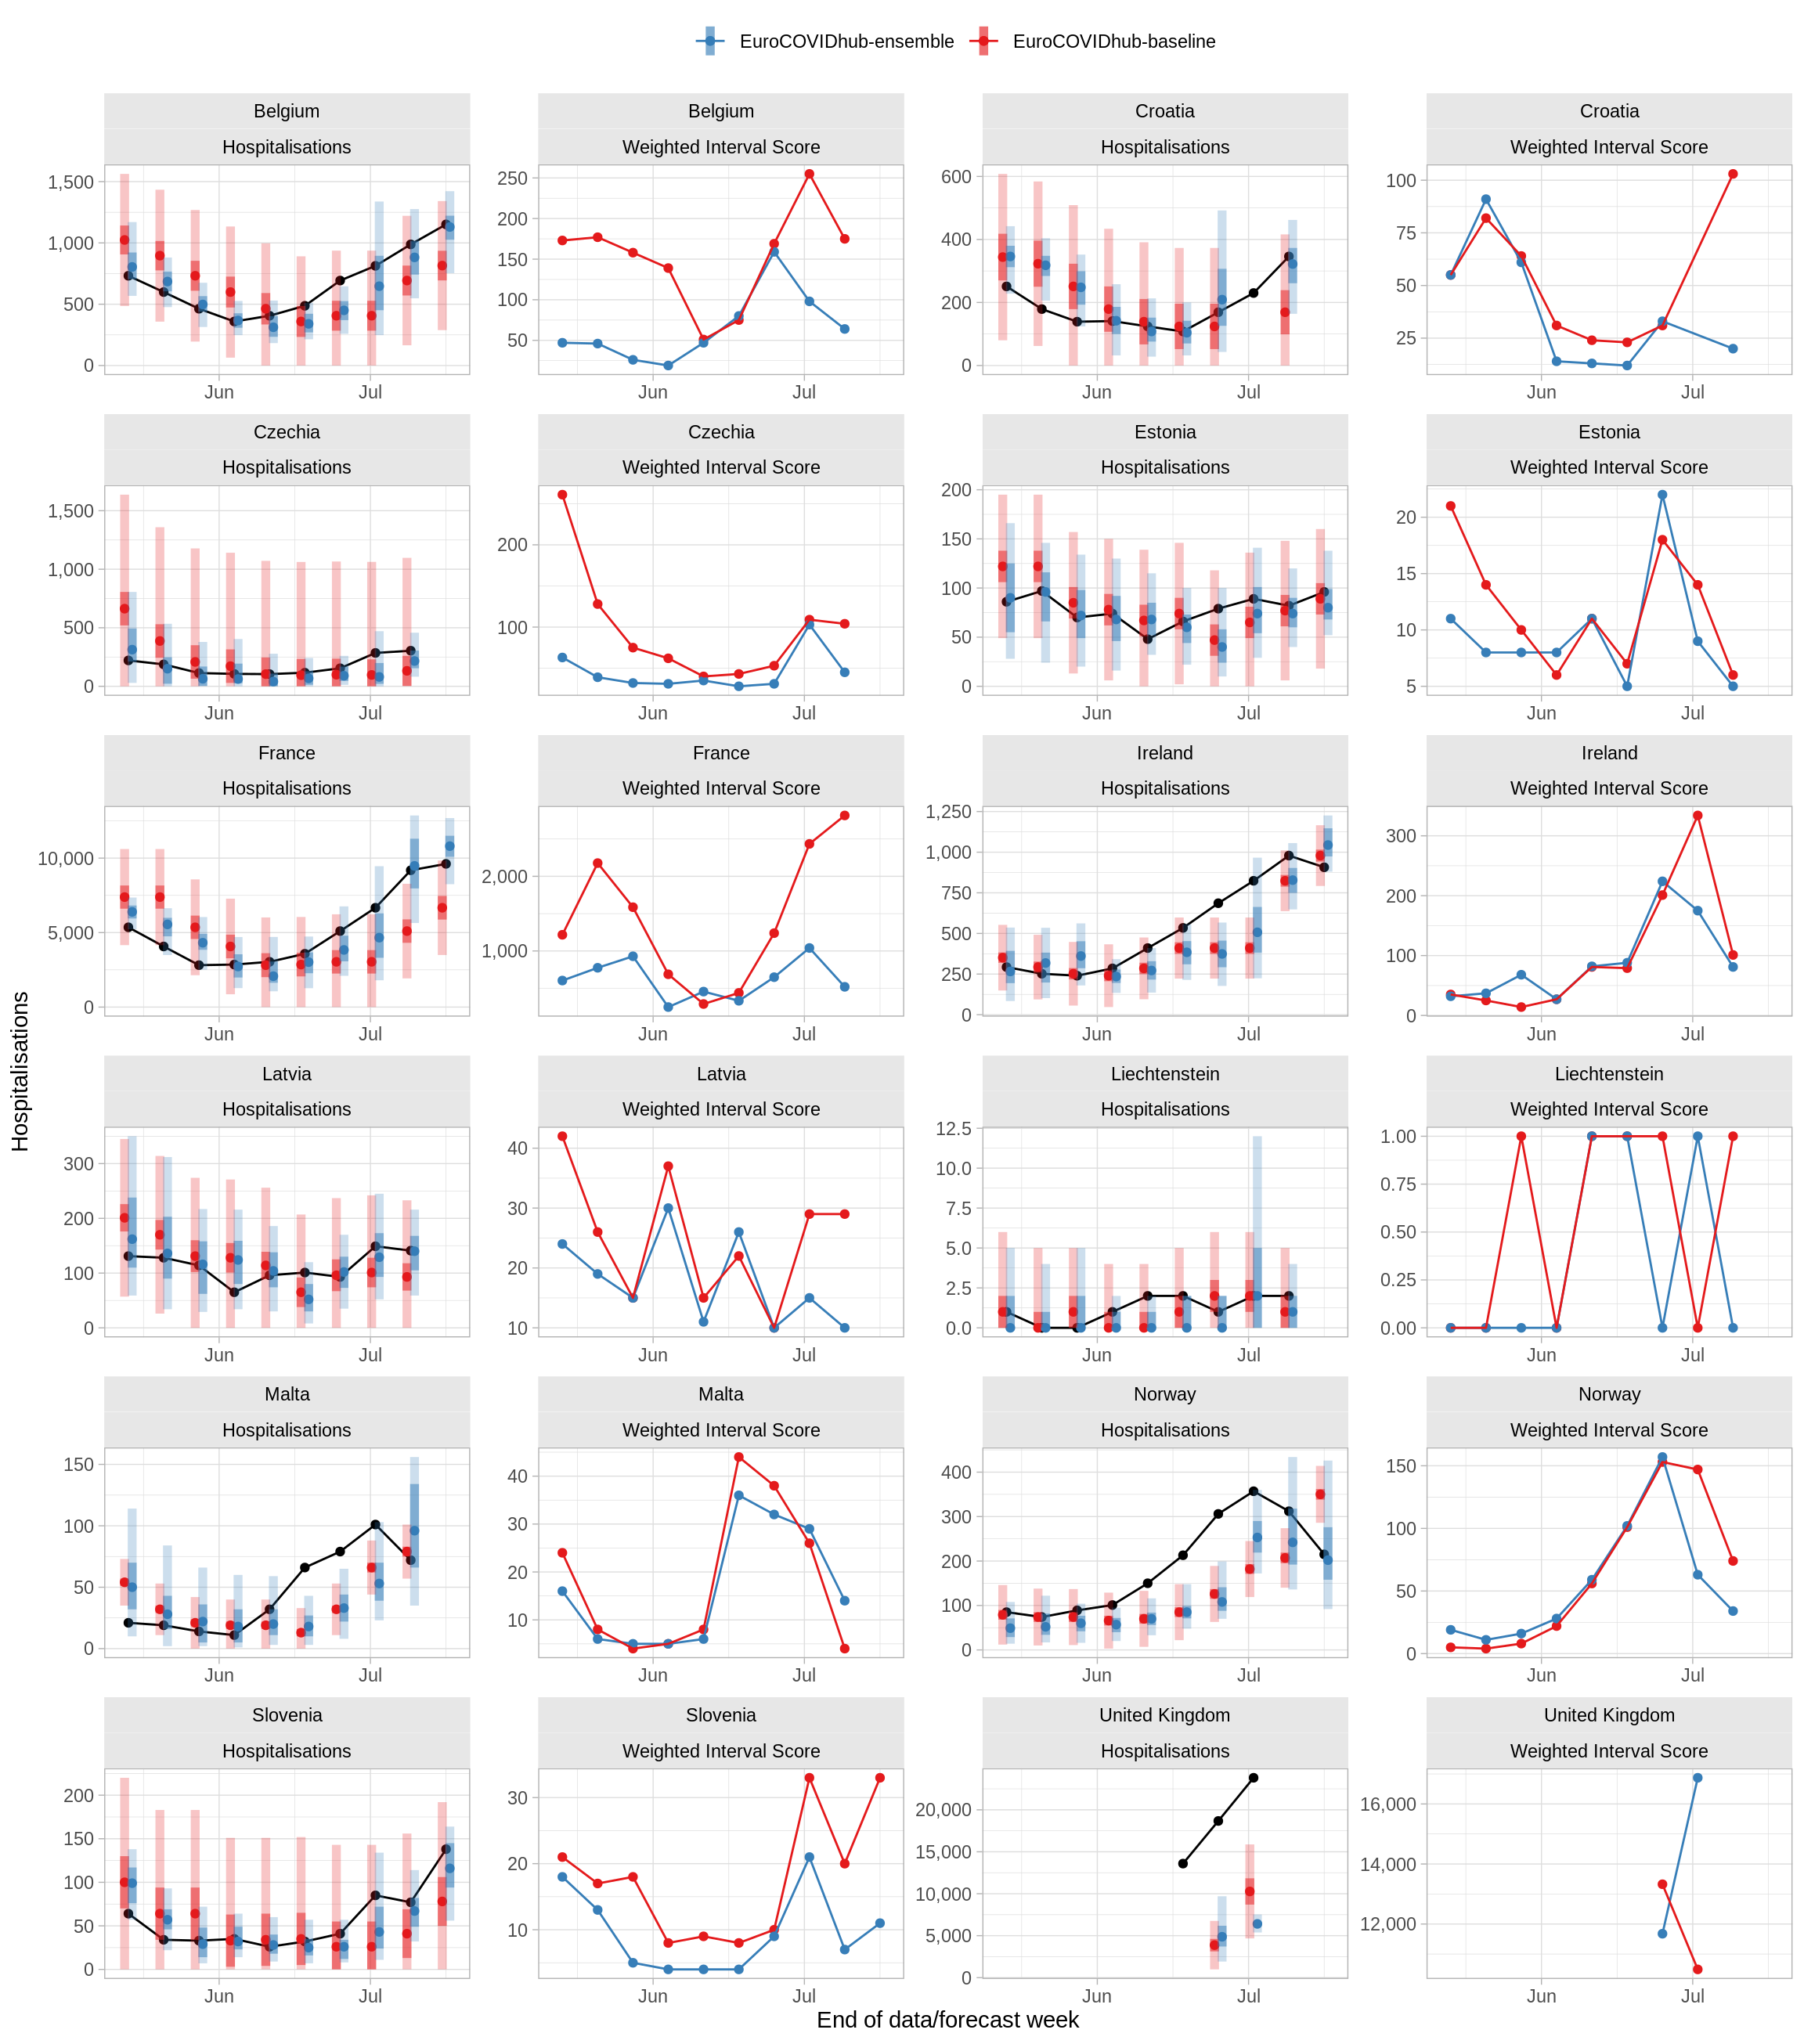 EuroCOVIDhub-ensemble EuroCOVIDhub-baseline
Belgium Belgium Croatia Croatia
Hospitalisations Weighted Interval Score Hospitalisations Weighted Interval Score
1,500 250 600 100
200 75
1,000 400
150 50
500 100 200
50 25
0 0
Jun Jul Jun Jul Jun Jul Jun Jul
Czechia Czechia Estonia Estonia
Hospitalisations Weighted Interval Score Hospitalisations Weighted Interval Score
1,500 200 200 20
1,000 150 15
100 100
500 50 10
0 0 5
Jun Jul Jun Jul Jun Jul Jun Jul
France France Ireland Ireland
Hospitalisations Weighted Interval Score Hospitalisations Weighted Interval Score
1,250
10,000 2,000 1,000 300
750 200
5,000 1,000 500
250 100
0 0 0
Jun Jul Jun Jul Jun Jul Jun Jul
Hospitalisations
Latvia Latvia Liechtenstein Liechtenstein
Hospitalisations Weighted Interval Score Hospitalisations Weighted Interval Score
12.5 1.00
300 40 10.0 0.75
200 30 7.5 0.50
100 20 5.0 0.25
2.5
0 10 0.0 0.00
Jun Jul Jun Jul Jun Jul Jun Jul
Malta Malta Norway Norway
Hospitalisations Weighted Interval Score Hospitalisations Weighted Interval Score
150 40 400 150
100 30 300 100
50 20 200 50
10 100
0 0 0
Jun Jul Jun Jul Jun Jul Jun Jul
Slovenia Slovenia United Kingdom United Kingdom
Hospitalisations Weighted Interval Score Hospitalisations Weighted Interval Score
200 30 20,000 16,000
150 15,000
100 20 10,000 14,000
50 10 5,000 12,000
0 0
Jun Jul Jun Jul Jun Jul Jun Jul
End of data/forecast week